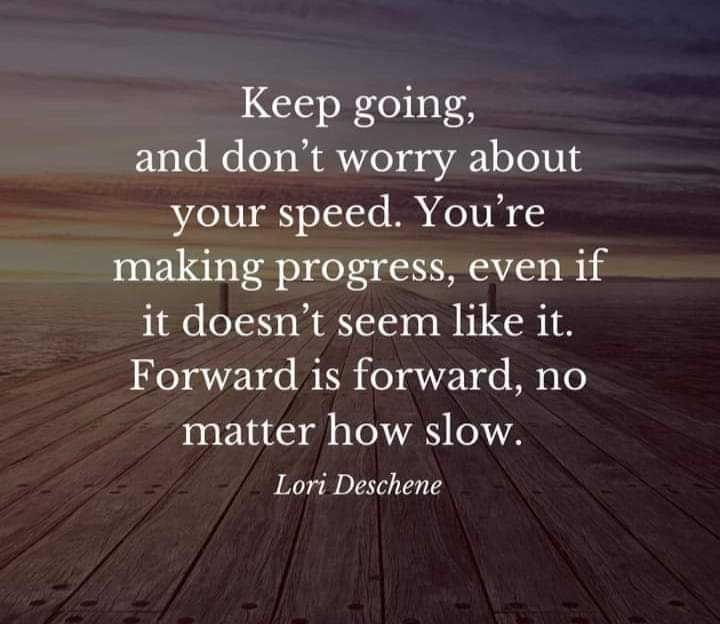 Keep going,
and don’t worry about
your speed. You’re
making progress, even if
it doesn’t seem like it.
Forward is forward, no
matter how slow.
Lori Deschene